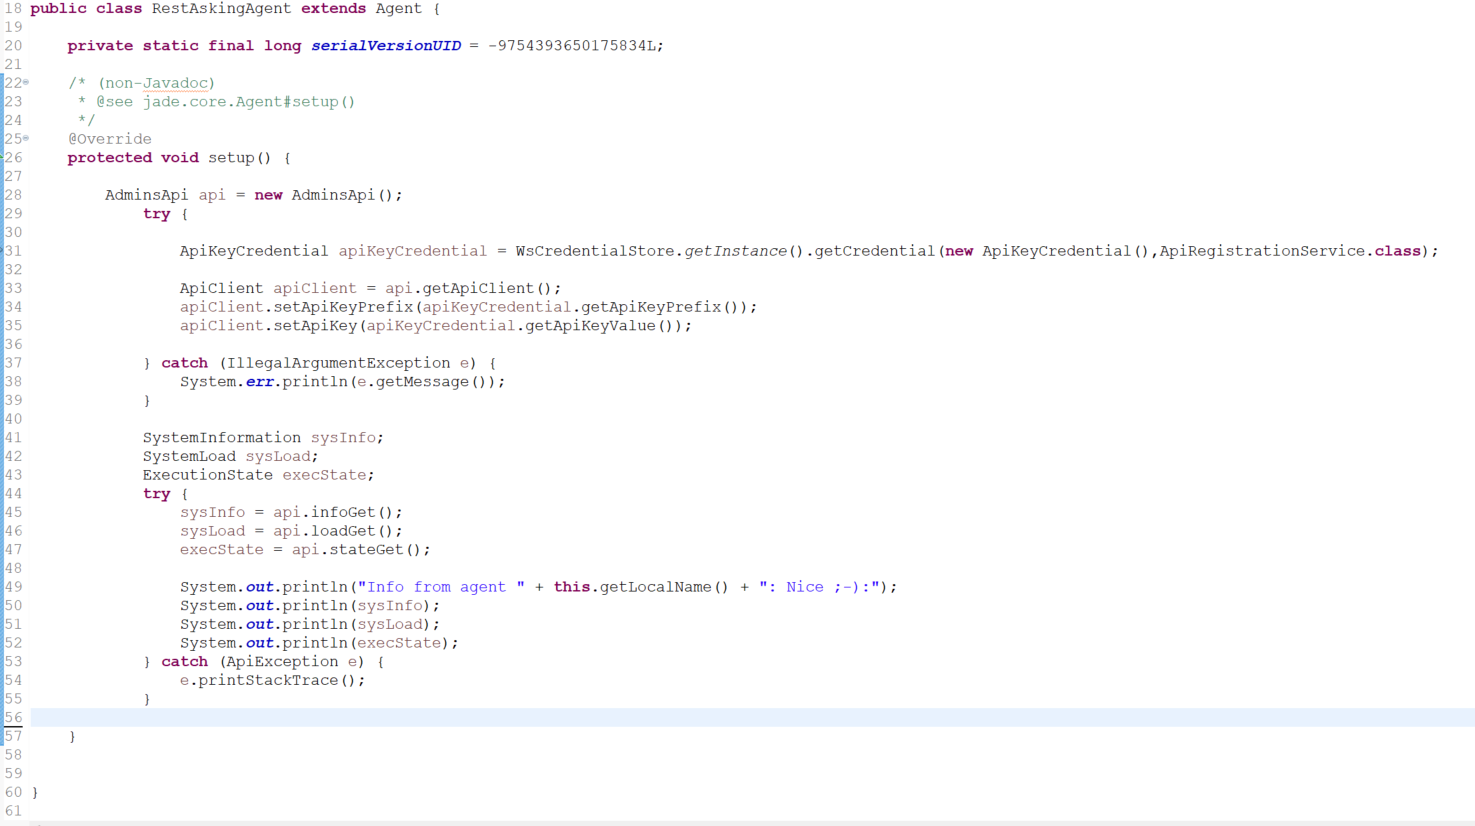 18 public class RestAskingAgent extends Agent {
19
20     private static final long serialVersionUID = -9754393650175834L;
21
22     /* (non-Javadoc)
23      * @see jade.core.Agent#setup()
24      */
25     @Override
26     protected void setup() {
27
28         AdminsApi api = new AdminsApi();
29             try {
30
31                 ApiKeyCredential apiKeyCredential = WsCredentialStore.getInstance().getCredential(new ApiKeyCredential(),ApiRegistrationService.class);
32
33                 ApiClient apiClient = api.getApiClient();
34                 apiClient.setApiKeyPrefix(apiKeyCredential.getApiKeyPrefix());
35                 apiClient.setApiKey(apiKeyCredential.getApiKeyValue());
36
37             } catch (IllegalArgumentException e) {
38                 System.err.println(e.getMessage());
39             }
40
41             SystemInformation sysInfo;
42             SystemLoad sysLoad;
43             ExecutionState execState;
44             try {
45                 sysInfo = api.infoGet();
46                 sysLoad = api.loadGet();
47                 execState = api.stateGet();
48
49                 System.out.println("Info from agent " + this.getLocalName() + ": Nice ;-):");
50                 System.out.println(sysInfo);
51                 System.out.println(sysLoad);
52                 System.out.println(execState);
53             } catch (ApiException e) {
54                 e.printStackTrace();
55             }
56
57     }
58
59
60 }
61